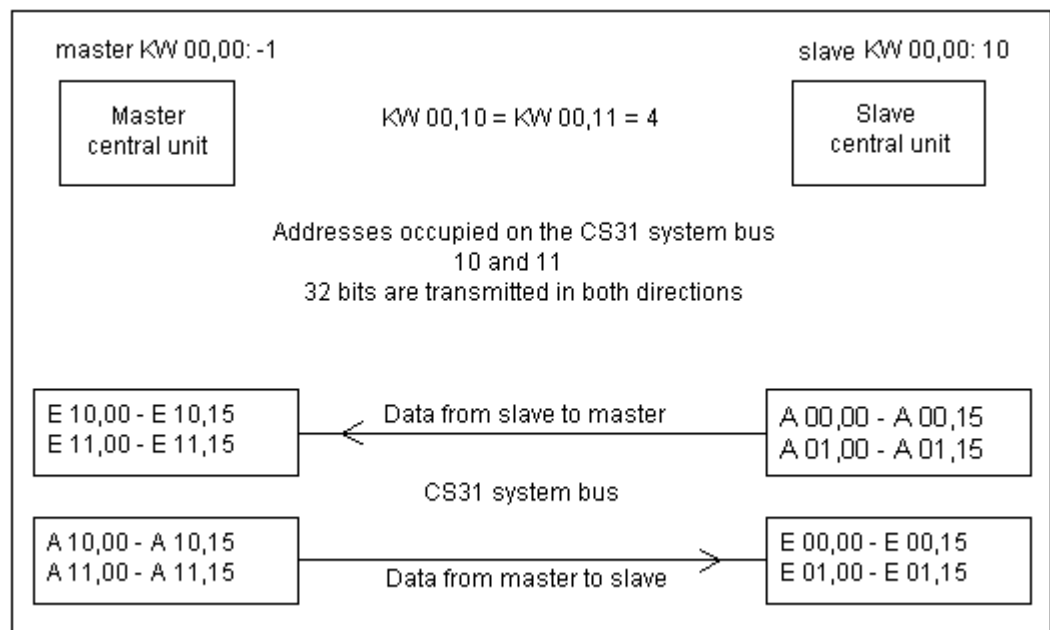 master KW 00,00: -1
slave KW 00,00: 10
Master
central unit
KW 00,10 = KW 00,11 = 4
Slave
central unit
Addresses occupied on the CS31 system bus
10 and 11
32 bits are transmitted in both directions
E 10,00 - E 10,15
E 11,00 - E 11,15
Data from slave to master
A 00,00 - A 00,15
A 01,00 - A 01,15
CS31 system bus
A 10,00 - A 10,15
A 11,00 - A 11,15
Data from master to slave
E 00,00 - E 00,15
E 01,00 - E 01,15